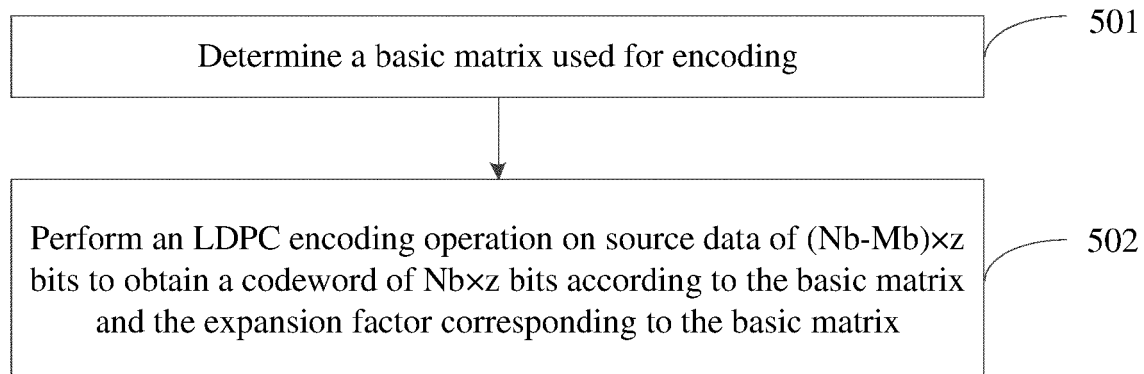 501
Determine a basic matrix used for encoding
Perform an LDPC encoding operation on source data of (Nb-Mb)×z
bits to obtain a codeword of Nb×z bits according to the basic matrix
and the expansion factor corresponding to the basic matrix
502